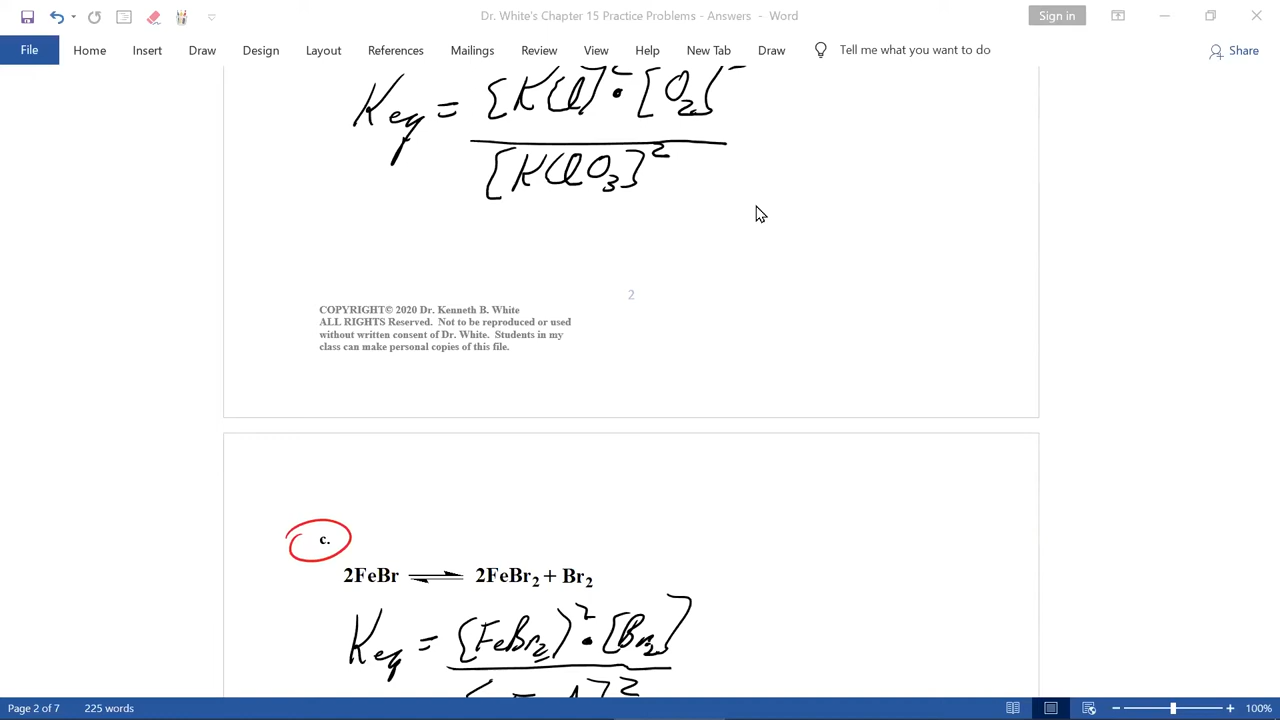 Dr. White's Chapter 15 Practice Problems - Answers - Word
Sign in
File Home Insert Draw Design Layout References Mailings Review View Help New Tab Draw Tell me what you want to do Share
Keq = [KCl]² • [O₂]
[KClO₃]²
2
COPYRIGHT© 2020 Dr. Kenneth B. White
ALL RIGHTS Reserved. Not to be reproduced or used
without written consent of Dr. White. Students in my
class can make personal copies of this file.
c.
2FeBr ⇌ 2FeBr₂ + Br₂
Keq = [FeBr₂]² • [Br₂]
Page 2 of 7 225 words 100%